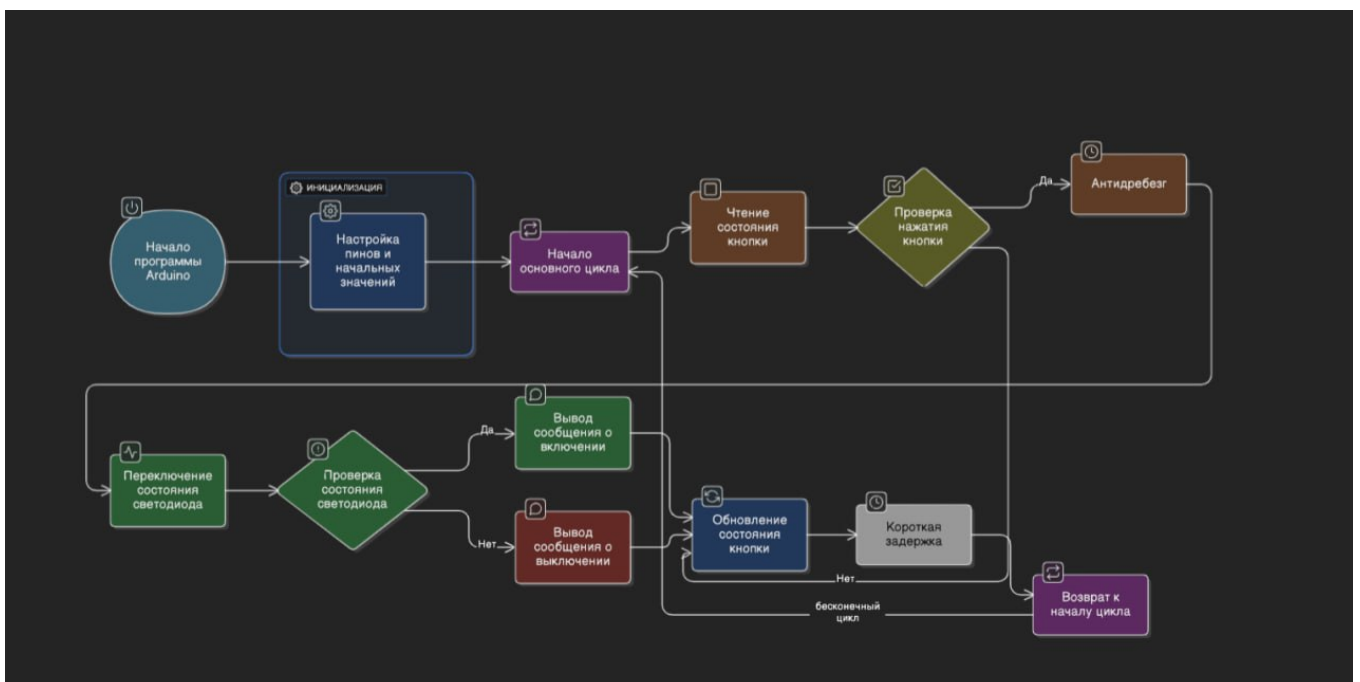 ИНИЦИАЛИЗАЦИЯ
Начало
программы
Arduino
Настройка
пинов и
начальных
значений
Начало
основного цикла
Чтение
состояния
кнопки
Проверка
нажатия
кнопки
Да
Антидребезг
Переключение
состояния
светодиода
Проверка
состояния
светодиода
Да
Вывод
сообщения о
включении
Нет
Вывод
сообщения о
выключении
Обновление
состояния
кнопки
Короткая
задержка
Нет
бесконечный
цикл
Возврат к
началу цикла